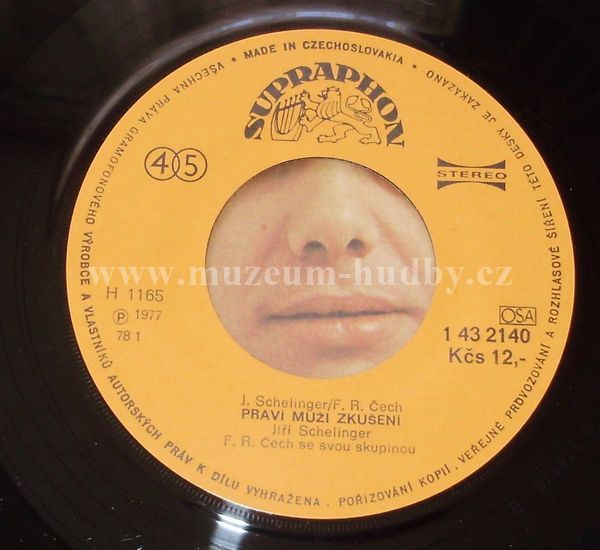 VŠECHNA PRÁVA GRAMOFONOVÉHO VÝROBCE A VLASTNÍKŮ AUTORSKÝCH PRÁV K DÍLU VYHRAŽENA. POŘIZOVÁNÍ KOPIÍ, VEŘEJNÉ PROVOZOVÁNÍ A ROZHLASOVÉ ŠÍŘENÍ TÉTO DESKY JE ZAKÁZÁNO
• MADE IN CZECHOSLOVAKIA •
SUPRAPHON
45
STEREO
www.muzeum-hudby.cz
H 1165
℗ 1977
78 1
OSA
1 43 2140
Kčs 12,-
J. Schelinger/F. R. Čech
PRAVÍ MUŽI ZKUŠENÍ
Jiří Schelinger
F. R. Čech se svou skupinou